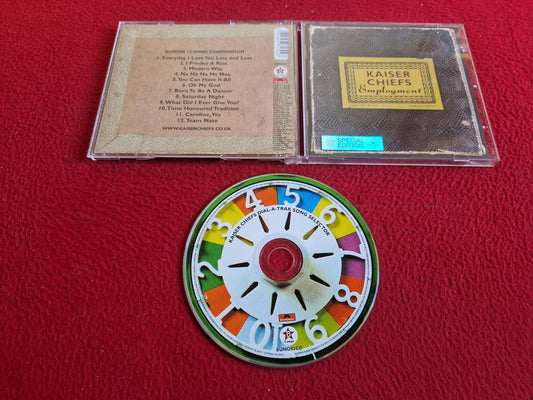 BUMPER 12-SONG COMPENDIUM
1. Everyday I Love You Less and Less
2. I Predict A Riot
3. Modern Way
4. Na Na Na Na Naa
5. You Can Have It All
6. Oh My God
7. Born To Be A Dancer
8. Saturday Night
9. What Did I Ever Give You?
10. Time Honoured Tradition
11. Caroline, Yes
12. Team Mate
WWW.KAISERCHIEFS.CO.UK
KAISER
CHIEFS
Employment
SPECIAL
EDITION
KAISER CHIEFS DIAL-A-TRAK SONG SELECTOR
2 3 4 5 6 7 8 9 10 1